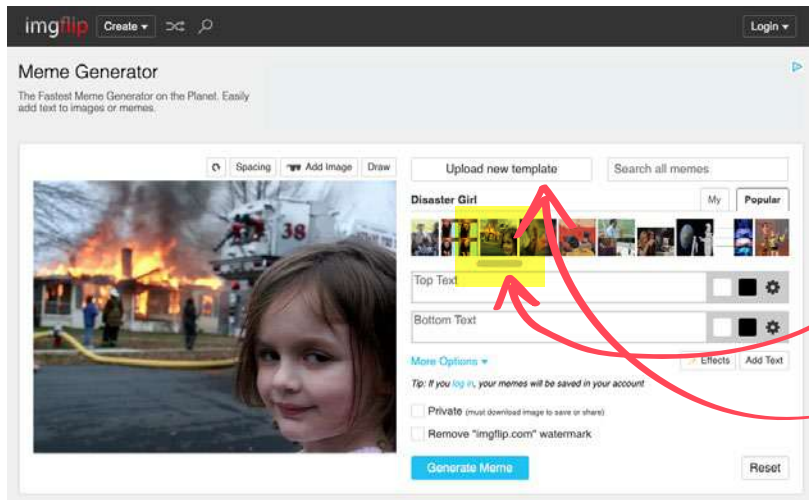 imgflip Create Login
Meme Generator
The Fastest Meme Generator on the Planet. Easily
add text to images or memes.
Spacing Add Image Draw
Upload new template Search all memes
Disaster Girl My Popular
38
Top Text
Bottom Text
More Options Effects Add Text
Tip: If you log in, your memes will be saved in your account
Private (must download image to save or share)
Remove "imgflip.com" watermark
Generate Meme Reset